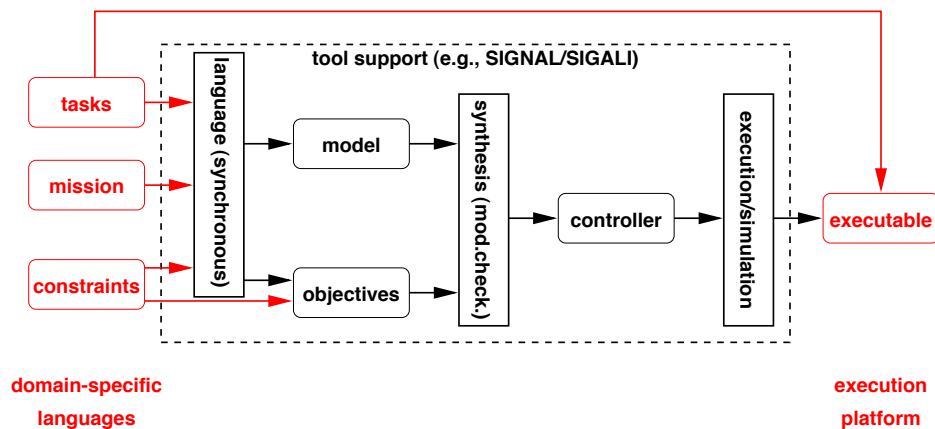 tool support (e.g., SIGNAL/SIGALI)
tasks
mission
constraints
language (synchronous)
model
objectives
synthesis (mod.check.)
controller
execution/simulation
executable
domain-specific
languages
execution
platform